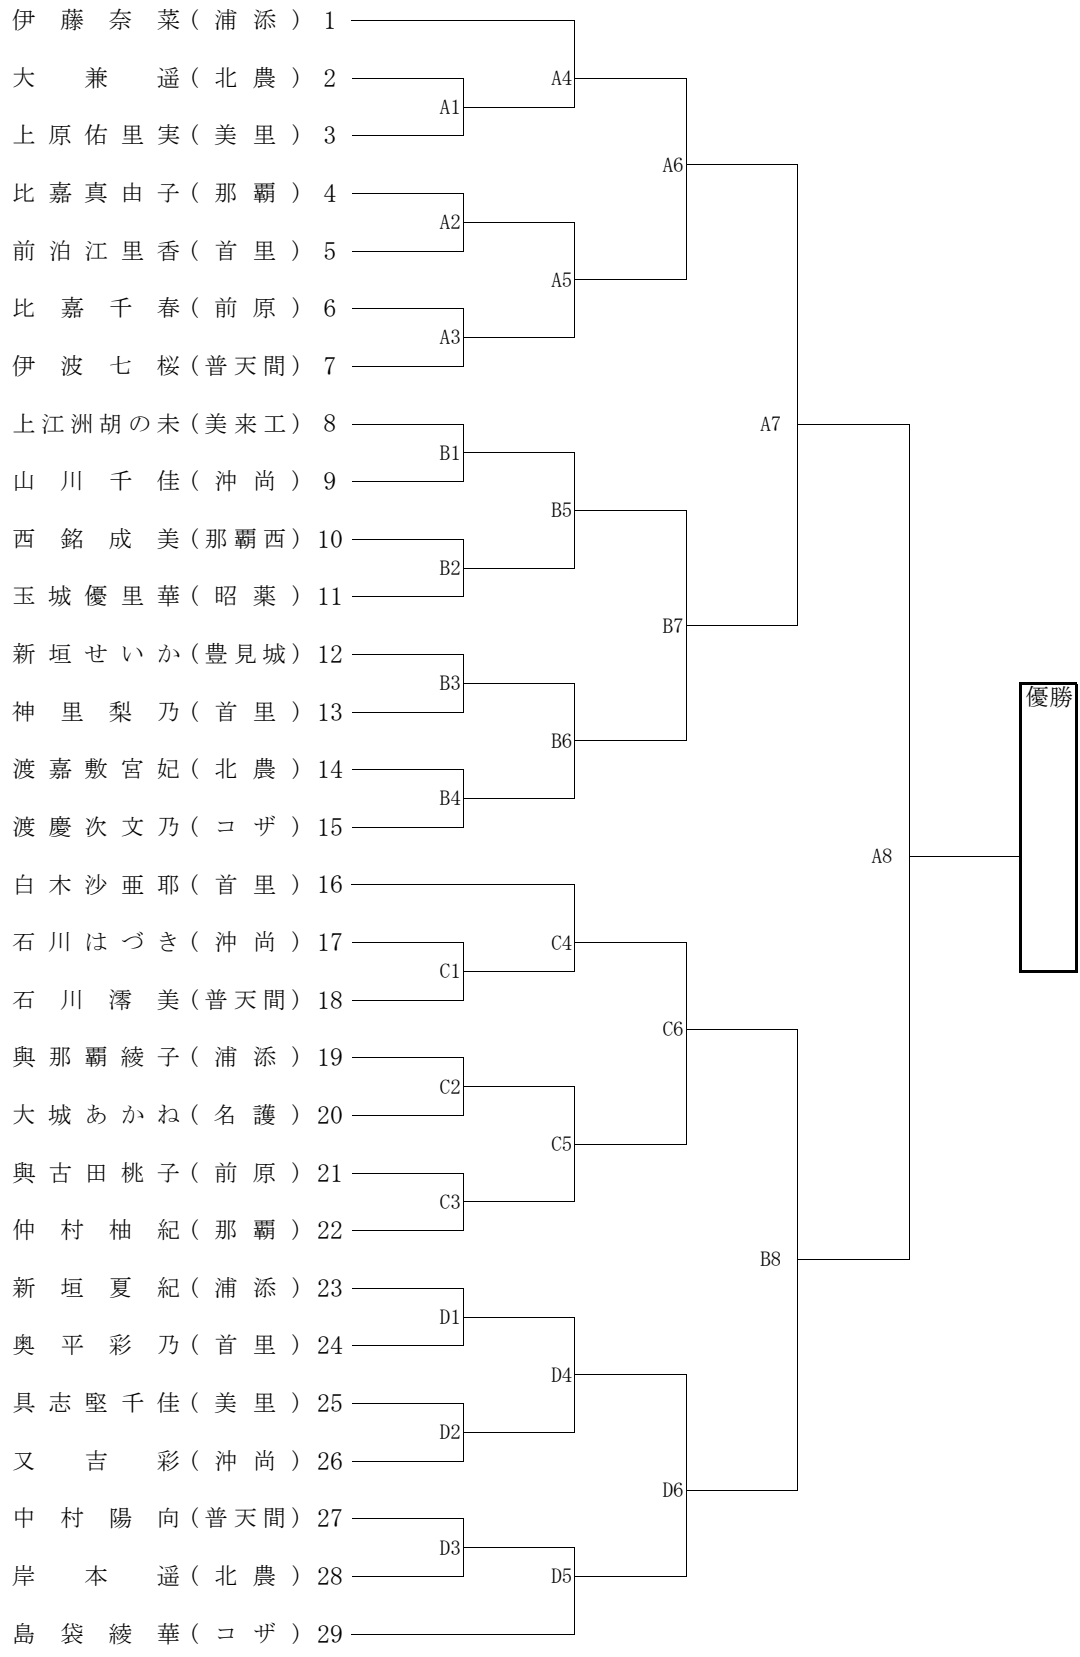 伊藤奈菜(浦添) 1
大兼遥(北農) 2
A4
A1
上原佑里実(美里) 3
A6
比嘉真由子(那覇) 4
A2
前泊江里香(首里) 5
A5
比嘉千春(前原) 6
A3
伊波七桜(普天間) 7
上江洲胡の未(美来工) 8
A7
B1
山川千佳(沖尚) 9
B5
西銘成美(那覇西) 10
B2
玉城優里華(昭薬) 11
B7
新垣せいか(豊見城) 12
B3
優勝
神里梨乃(首里) 13
B6
渡嘉敷宮妃(北農) 14
B4
渡慶次文乃(コザ) 15
A8
白木沙亜耶(首里) 16
石川はづき(沖尚) 17
C4
C1
石川澪美(普天間) 18
C6
與那覇綾子(浦添) 19
C2
大城あかね(名護) 20
C5
與古田桃子(前原) 21
C3
仲村柚紀(那覇) 22
B8
新垣夏紀(浦添) 23
D1
奥平彩乃(首里) 24
D4
具志堅千佳(美里) 25
D2
又吉彩(沖尚) 26
D6
中村陽向(普天間) 27
D3
岸本遥(北農) 28
D5
島袋綾華(コザ) 29